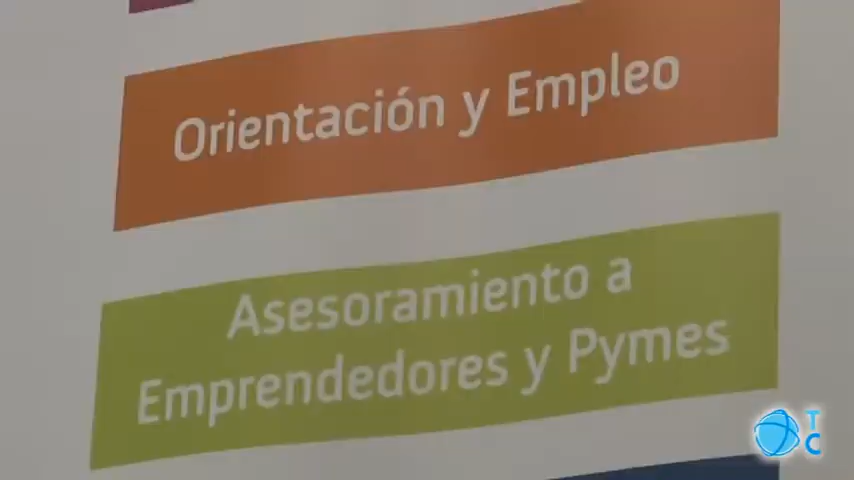 Orientación y Empleo
Asesoramiento a
Emprendedores y Pymes
T
C